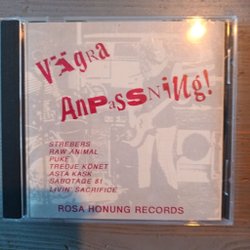 VÄgRA
AnPaSSNiNg!
STREBERS
RAW ANIMAL
PUKE
TREDJE KÖNET
ASTA KASK
SABOTAGE 81
LIVIN' SACRIFICE
ROSA HONUNG RECORDS